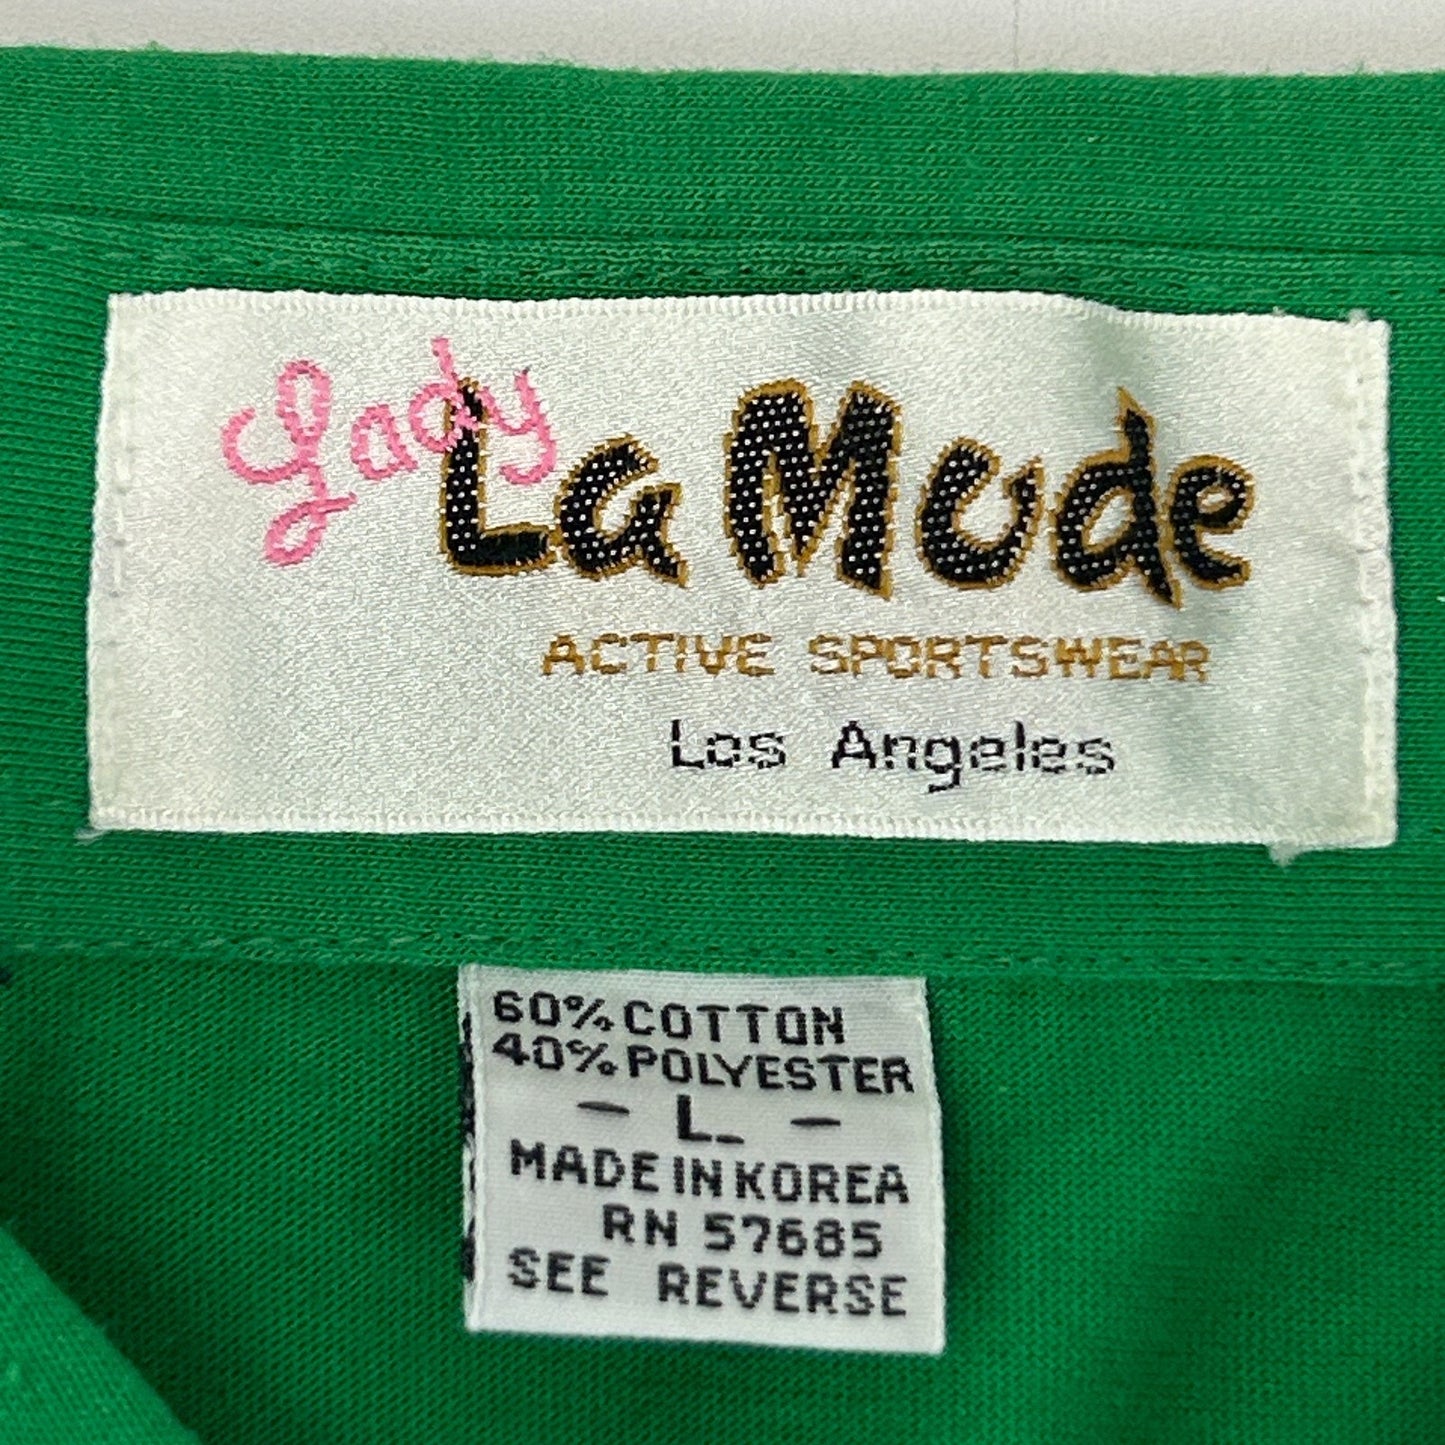 Lady
La Mode
ACTIVE SPORTSWEAR
Los Angeles
60% COTTON
40% POLYESTER
- L -
MADE IN KOREA
RN 57685
SEE REVERSE